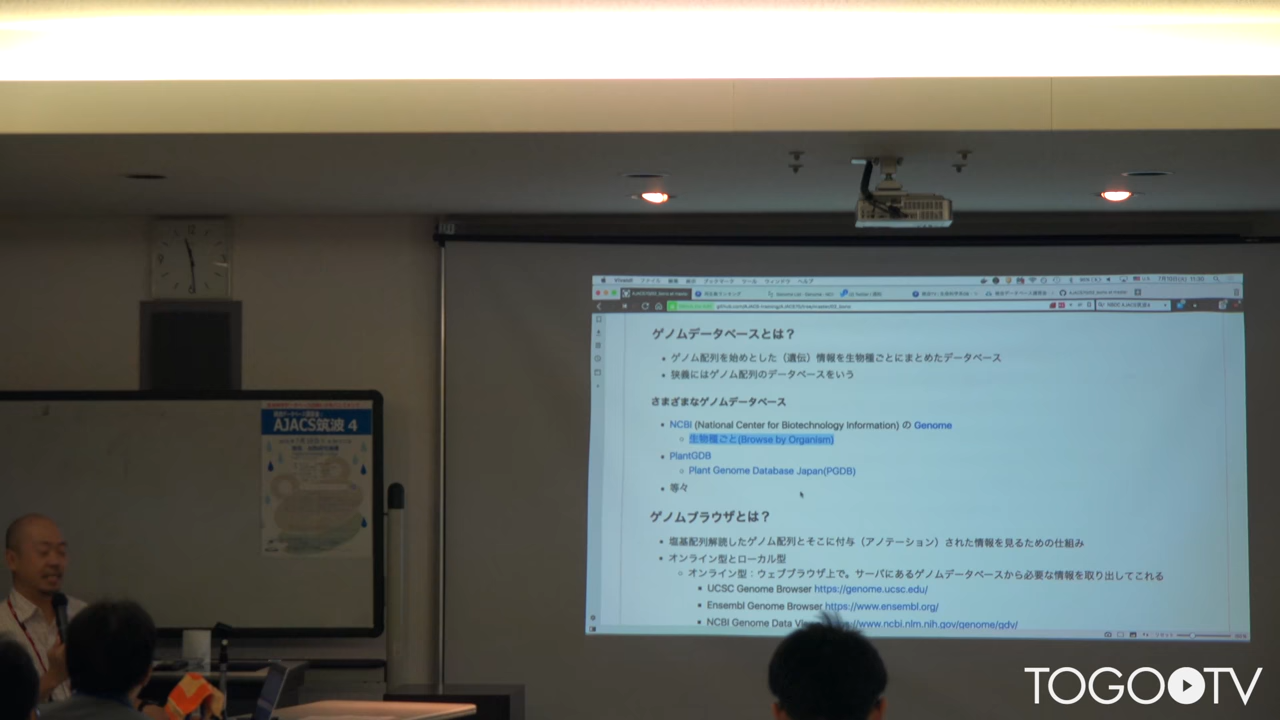 AJACS筑波 4
ゲノムデータベースとは？
• ゲノム配列を始めとした（遺伝）情報を生物種ごとにまとめたデータベース
• 狭義にはゲノム配列のデータベースをいう
さまざまなゲノムデータベース
• NCBI (National Center for Biotechnology Information) の Genome
○ 生物種ごと(Browse by Organism)
• PlantGDB
○ Plant Genome Database Japan(PGDB)
• 等々
ゲノムブラウザとは？
• 塩基配列解読したゲノム配列とそこに付与（アノテーション）された情報を見るための仕組み
• オンライン型とローカル型
○ オンライン型：ウェブブラウザ上で。サーバにあるゲノムデータベースから必要な情報を取り出してこれる
▪ UCSC Genome Browser https://genome.ucsc.edu/
▪ Ensembl Genome Browser https://www.ensembl.org/
▪ NCBI Genome Data www.ncbi.nlm.nih.gov/genome/gdv/
TOGOTV